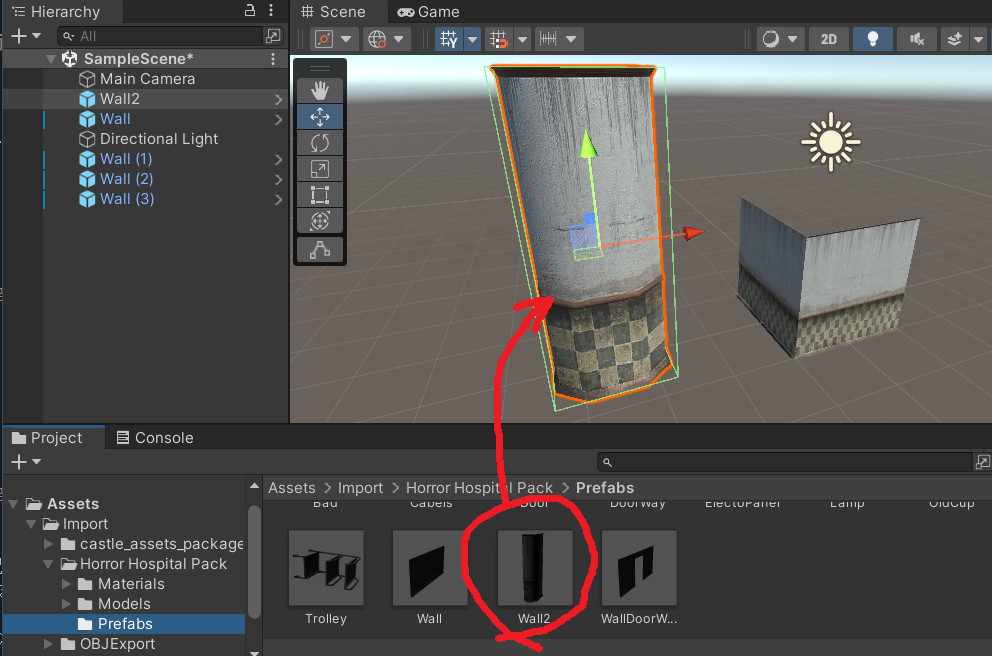 Hierarchy
Scene
Game
All
2D
SampleScene*
Main Camera
Wall2
Wall
Directional Light
Wall (1)
Wall (2)
Wall (3)
Project
Console
Assets > Import > Horror Hospital Pack > Prefabs
Assets
Import
castle_assets_package
Horror Hospital Pack
Materials
Models
Prefabs
OBJExport
Bad
Cabels
Door
DoorWay
ElectoPanel
Lamp
OldCup
Trolley
Wall
Wall2
WallDoorW...